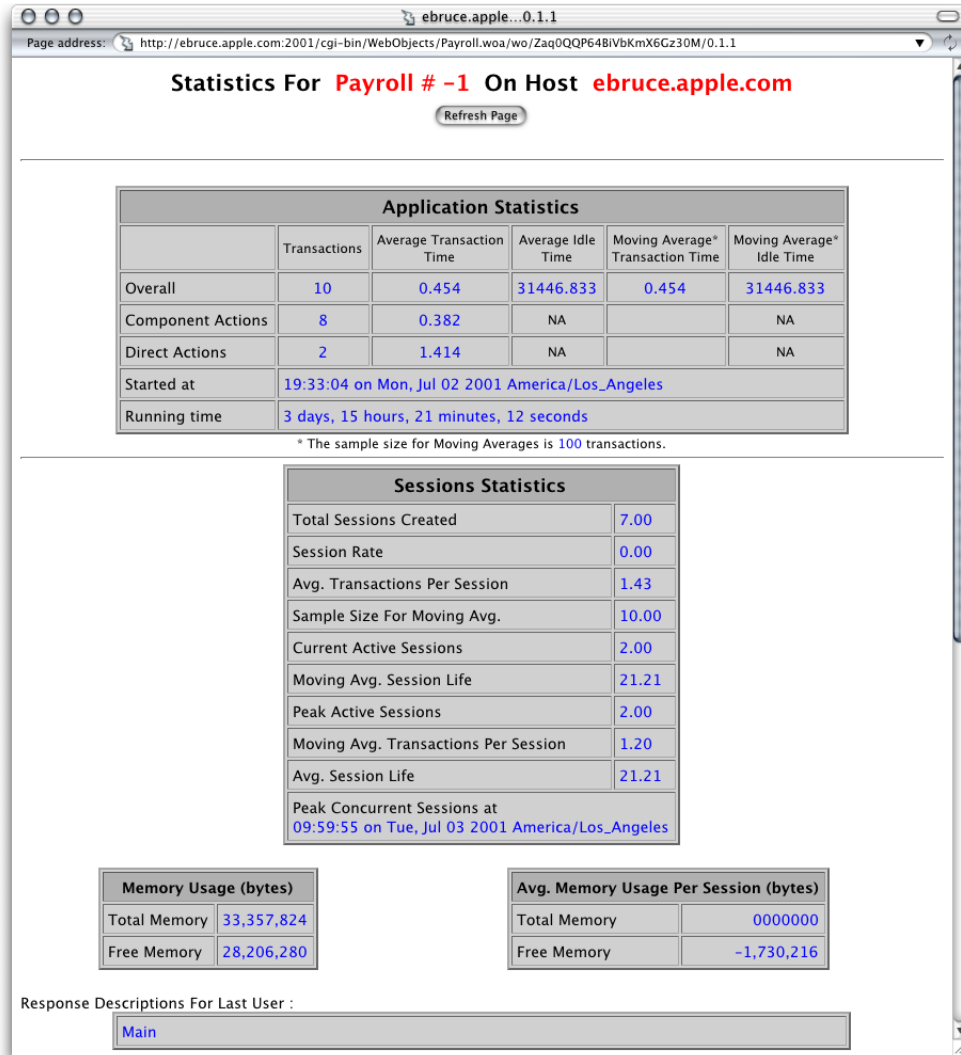 ebruce.apple...0.1.1
Page address: http://ebruce.apple.com:2001/cgi-bin/WebObjects/Payroll.woa/wo/Zaq0QQP64BiVbKmX6Gz30M/0.1.1
Statistics For Payroll # -1 On Host ebruce.apple.com
Refresh Page
Application Statistics
Transactions Average Transaction Time Average Idle Time Moving Average* Transaction Time Moving Average* Idle Time
Overall 10 0.454 31446.833 0.454 31446.833
Component Actions 8 0.382 NA NA
Direct Actions 2 1.414 NA NA
Started at 19:33:04 on Mon, Jul 02 2001 America/Los_Angeles
Running time 3 days, 15 hours, 21 minutes, 12 seconds
* The sample size for Moving Averages is 100 transactions.
Sessions Statistics
Total Sessions Created 7.00
Session Rate 0.00
Avg. Transactions Per Session 1.43
Sample Size For Moving Avg. 10.00
Current Active Sessions 2.00
Moving Avg. Session Life 21.21
Peak Active Sessions 2.00
Moving Avg. Transactions Per Session 1.20
Avg. Session Life 21.21
Peak Concurrent Sessions at
09:59:55 on Tue, Jul 03 2001 America/Los_Angeles
Memory Usage (bytes)
Total Memory 33,357,824
Free Memory 28,206,280
Avg. Memory Usage Per Session (bytes)
Total Memory 0000000
Free Memory -1,730,216
Response Descriptions For Last User :
Main